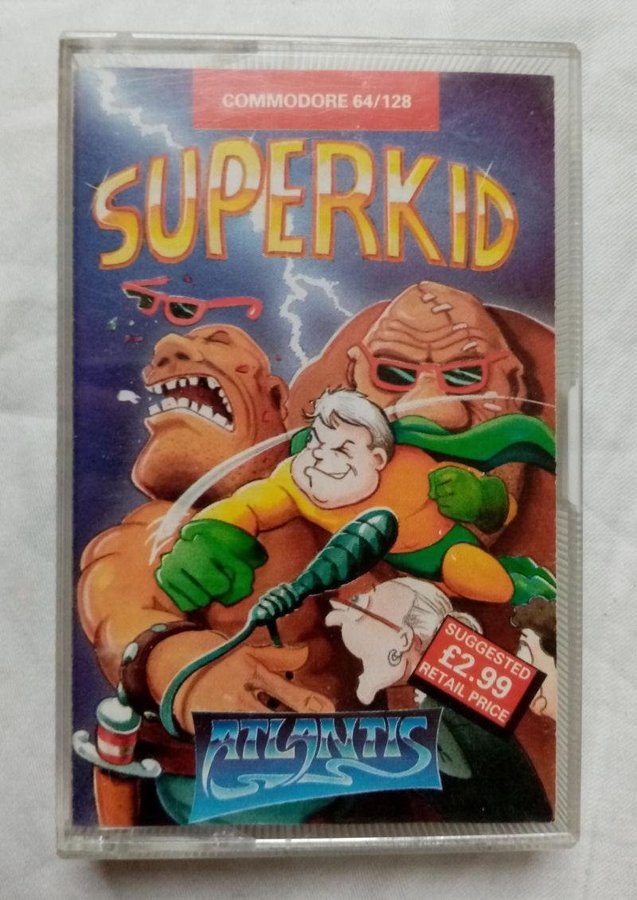 COMMODORE 64/128
SUPERKID
SUGGESTED
£2.99
RETAIL PRICE
ATLANTIS